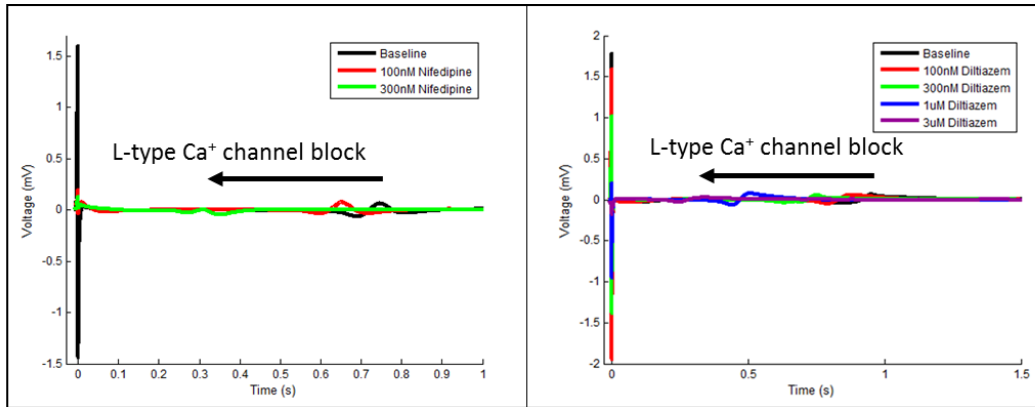 1.5
1
0.5
0
-0.5
-1
-1.5
Voltage (mV)
0 0.1 0.2 0.3 0.4 0.5 0.6 0.7 0.8 0.9 1
Time (s)
Baseline
100nM Nifedipine
300nM Nifedipine
L-type Ca⁺ channel block
2
1.5
1
0.5
0
-0.5
-1
-1.5
-2
Voltage (mV)
0 0.5 1 1.5
Time (s)
Baseline
100nM Diltiazem
300nM Diltiazem
1uM Diltiazem
3uM Diltiazem
L-type Ca⁺ channel block